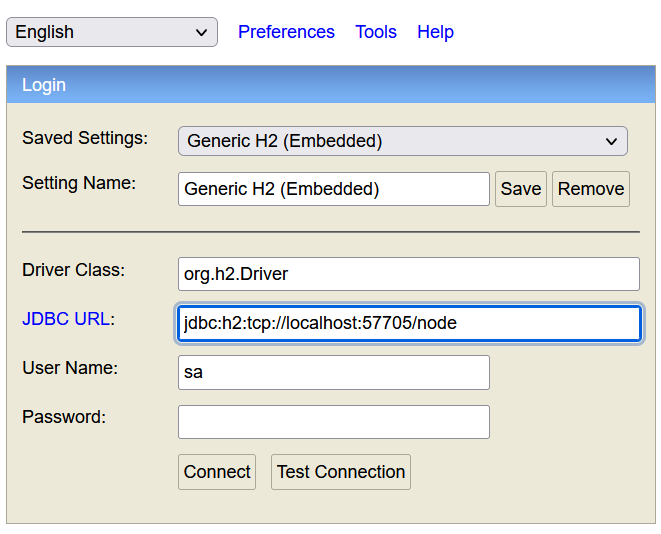 English Preferences Tools Help
Login
Saved Settings: Generic H2 (Embedded)
Setting Name: Generic H2 (Embedded) Save Remove
Driver Class: org.h2.Driver
JDBC URL: jdbc:h2:tcp://localhost:57705/node
User Name: sa
Password:
Connect Test Connection